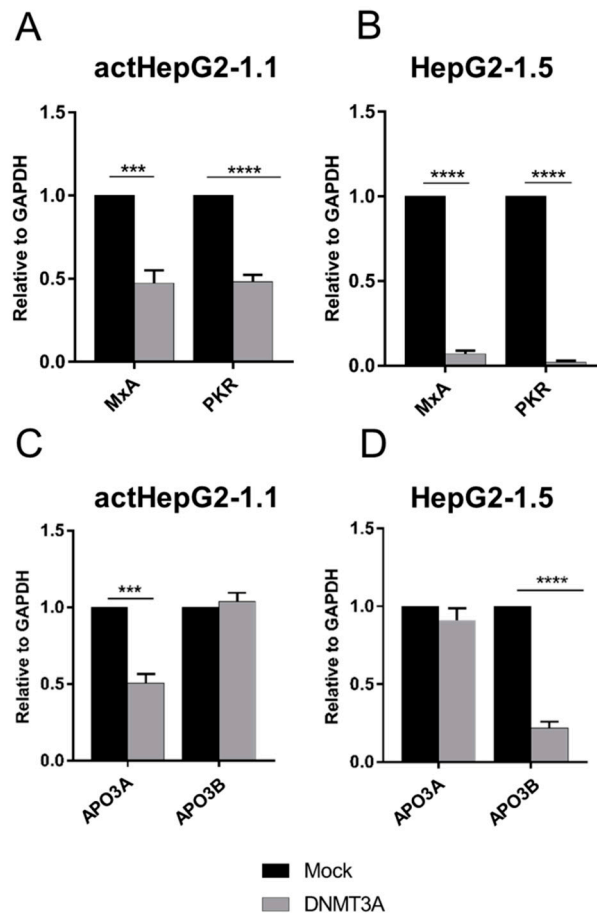 A
actHepG2-1.1
Relative to GAPDH
1.5
1.0
0.5
0.0
***
****
MxA
PKR
B
HepG2-1.5
Relative to GAPDH
1.5
1.0
0.5
0.0
****
****
MxA
PKR
C
actHepG2-1.1
Relative to GAPDH
1.5
1.0
0.5
0.0
***
APO3A
APO3B
D
HepG2-1.5
Relative to GAPDH
1.5
1.0
0.5
0.0
****
APO3A
APO3B
Mock
DNMT3A